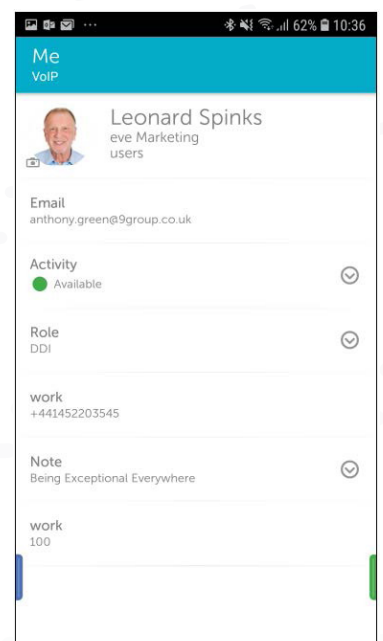 62% 10:36
Me
VoIP
Leonard Spinks
eve Marketing
users
Email
anthony.green@9group.co.uk
Activity
Available
Role
DDI
work
+441452203545
Note
Being Exceptional Everywhere
work
100